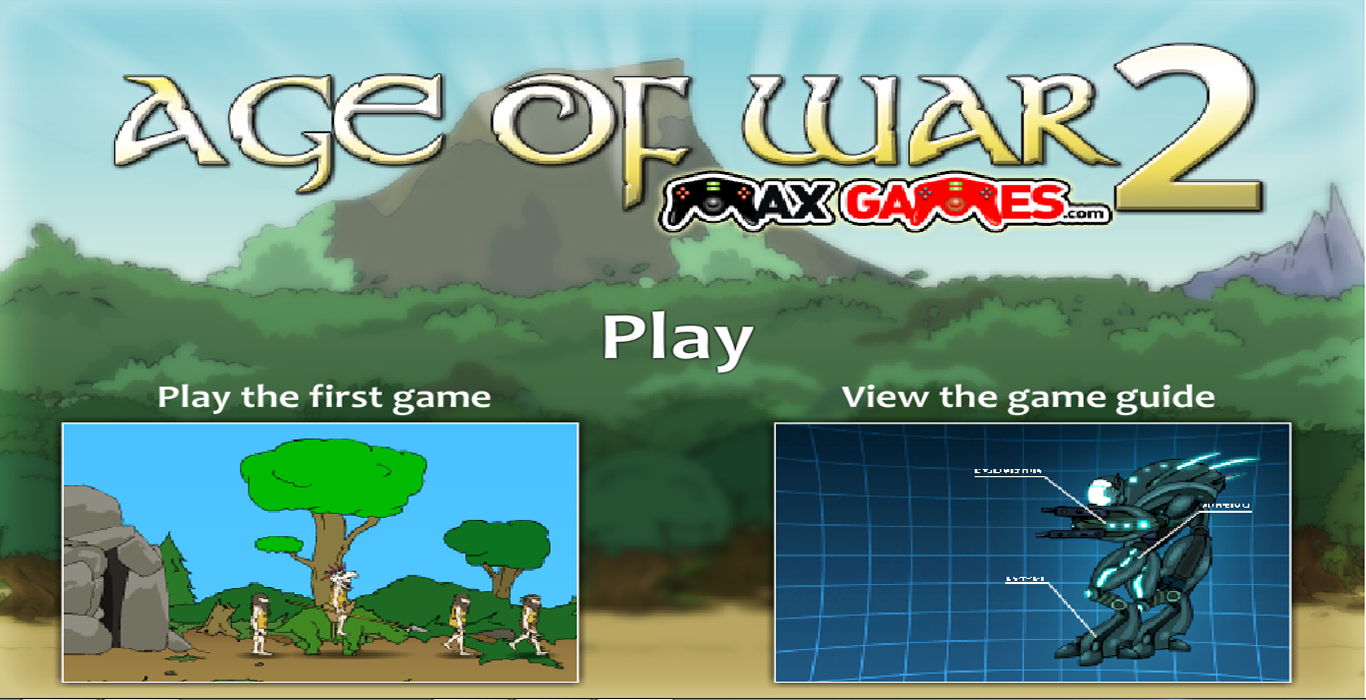 AGE OF WAR 2
MAX GAMES.com
Play
Play the first game
View the game guide